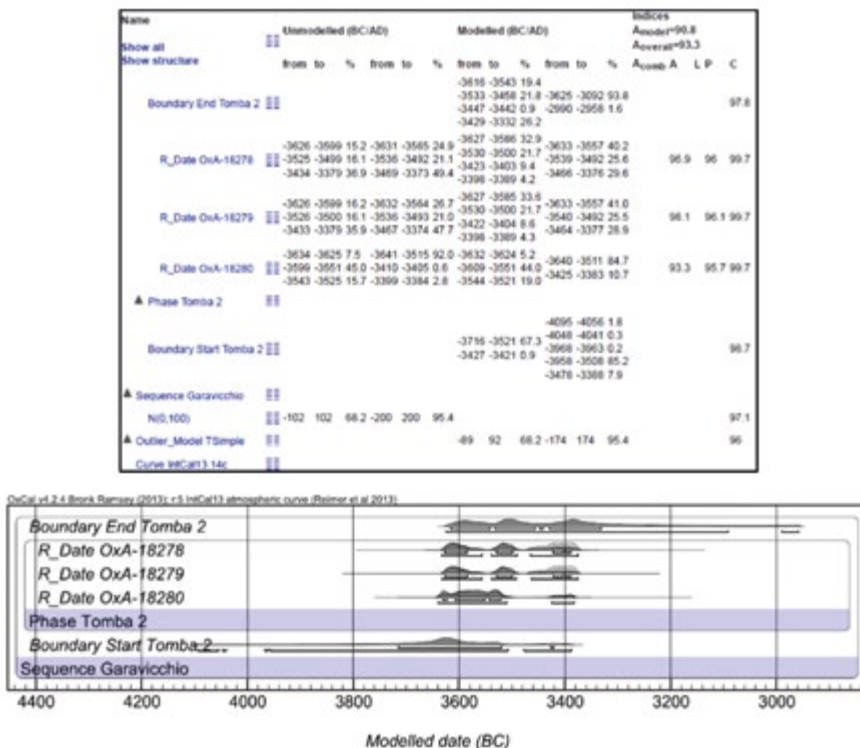 Name
Unmodelled (BC/AD) Modelled (BC/AD) Indices
Amodel=90.8
Aoverall=93.3
Show all
Show structure from to % from to % from to % from to % Acomb A L P C
-3616 -3543 19.4
-3533 -3458 21.8 -3625 -3092 93.8
Boundary End Tomba 2 97.8
-3447 -3442 0.9 -2990 -2958 1.6
-3429 -3332 26.2
-3626 -3599 15.2 -3631 -3565 24.9 -3627 -3586 32.9 -3633 -3557 40.2
R_Date OxA-18278 -3525 -3499 16.1 -3536 -3492 21.1 -3530 -3500 21.7 -3539 -3492 25.6 96.9 96 99.7
-3434 -3379 36.9 -3469 -3373 49.4 -3423 -3403 9.4 -3466 -3376 29.6
-3398 -3389 4.2
-3626 -3599 16.2 -3632 -3564 26.7 -3627 -3585 33.6 -3633 -3557 41.0
R_Date OxA-18279 -3526 -3500 16.1 -3536 -3493 21.0 -3530 -3500 21.7 -3540 -3492 25.5 98.1 96.1 99.7
-3433 -3379 35.9 -3467 -3374 47.7 -3422 -3404 8.6 -3464 -3377 28.9
-3398 -3389 4.3
-3634 -3625 7.5 -3641 -3515 92.0 -3632 -3624 5.2 -3640 -3511 84.7
R_Date OxA-18280 -3599 -3551 45.0 -3410 -3405 0.6 -3609 -3551 44.0 -3425 -3383 10.7 93.3 95.7 99.7
-3543 -3525 15.7 -3399 -3384 2.8 -3544 -3521 19.0
Phase Tomba 2
-4095 -4056 1.8
-4048 -4041 0.3
Boundary Start Tomba 2 -3716 -3521 67.3 -3968 -3963 0.2 98.7
-3427 -3421 0.9 -3958 -3508 85.2
-3478 -3388 7.9
Sequence Garavicchio
N(0,100) -102 102 68.2 -200 200 95.4 97.1
Outlier_Model TSimple -89 92 68.2 -174 174 95.4 96
Curve IntCal13.14c
OxCal v4.2.4 Bronk Ramsey (2013); r:5 IntCal13 atmospheric curve (Reimer et al 2013)
Boundary End Tomba 2
R_Date OxA-18278
R_Date OxA-18279
R_Date OxA-18280
Phase Tomba 2
Boundary Start Tomba 2
Sequence Garavicchio
4400 4200 4000 3800 3600 3400 3200 3000
Modelled date (BC)